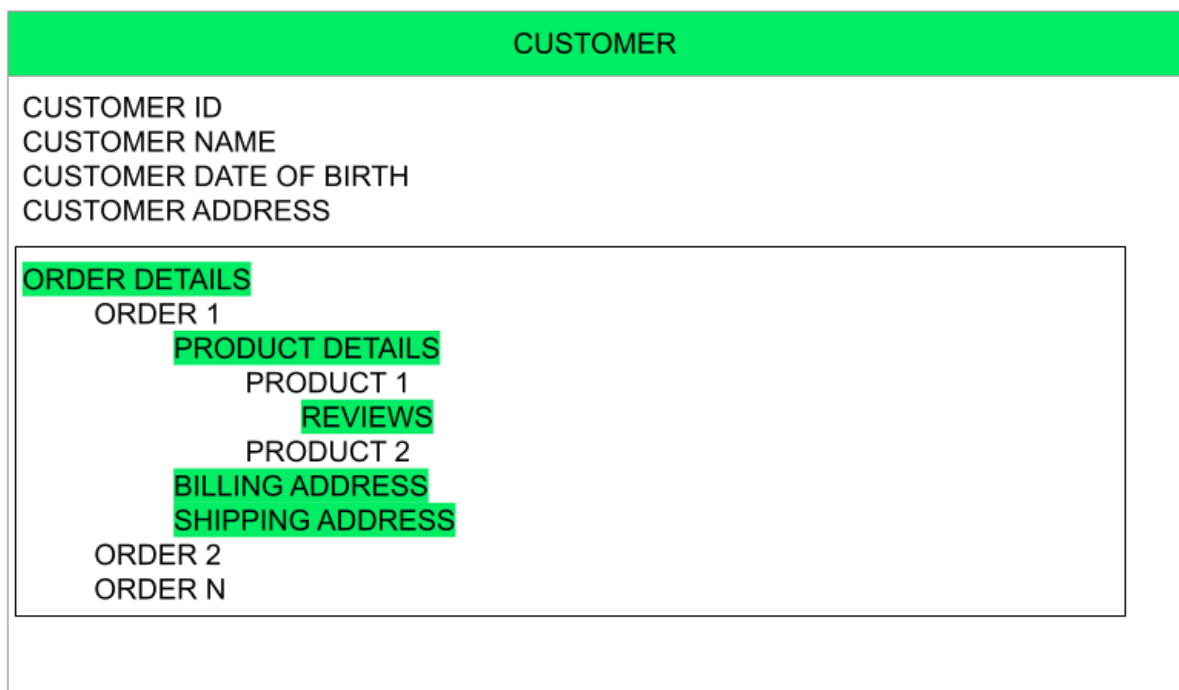 CUSTOMER
CUSTOMER ID
CUSTOMER NAME
CUSTOMER DATE OF BIRTH
CUSTOMER ADDRESS
ORDER DETAILS
ORDER 1
PRODUCT DETAILS
PRODUCT 1
REVIEWS
PRODUCT 2
BILLING ADDRESS
SHIPPING ADDRESS
ORDER 2
ORDER N